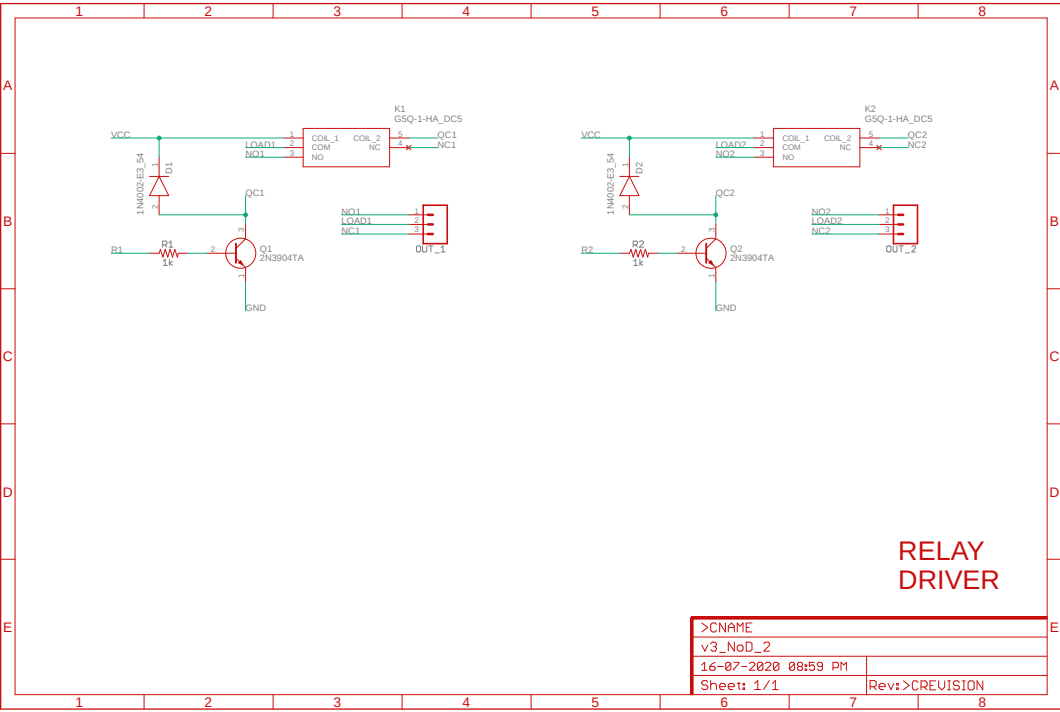 1 2 3 4 5 6 7 8
A A
K1
G5Q-1-HA_DC5
K2
G5Q-1-HA_DC5
VCC
1 COIL_1 COIL_2 5 QC1
LOAD1 2 COM NC 4 NC1
NO1 3 NO
VCC
1 COIL_1 COIL_2 5 QC2
LOAD2 2 COM NC 4 NC2
NO2 3 NO
1N4002-E3_54
1 D1
2
QC1
1N4002-E3_54
1 D2
2
QC2
B B
NO1 1
LOAD1 2
NC1 3
OUT_1
NO2 1
LOAD2 2
NC2 3
OUT_2
R1 R1 2 3 Q1
1k 1 2N3904TA
GND
R2 R2 2 3 Q2
1k 1 2N3904TA
GND
C C
D D
RELAY
DRIVER
E E
>CNAME
v3_NoD_2
16-07-2020 08:59 PM
Sheet: 1/1 Rev:>CREVISION
1 2 3 4 5 6 7 8